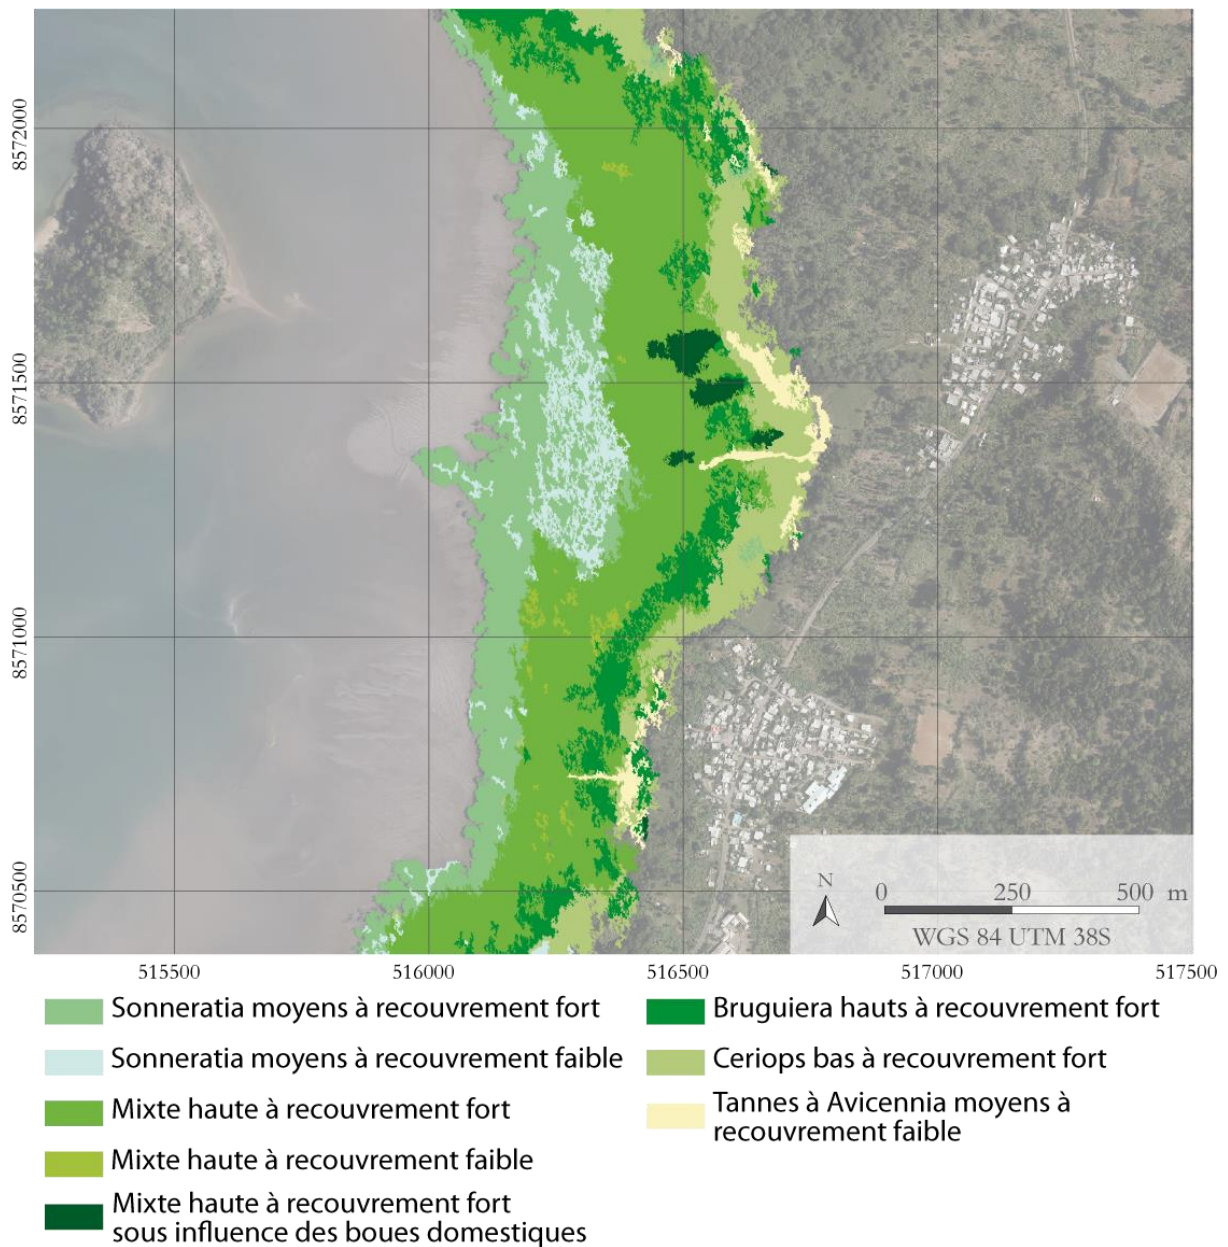 8572000
8571500
8571000
8570500
N
0 250 500 m
WGS 84 UTM 38S
515500 516000 516500 517000 517500
Sonneratia moyens à recouvrement fort
Sonneratia moyens à recouvrement faible
Mixte haute à recouvrement fort
Mixte haute à recouvrement faible
Mixte haute à recouvrement fort
sous influence des boues domestiques
Bruguiera hauts à recouvrement fort
Ceriops bas à recouvrement fort
Tannes à Avicennia moyens à
recouvrement faible